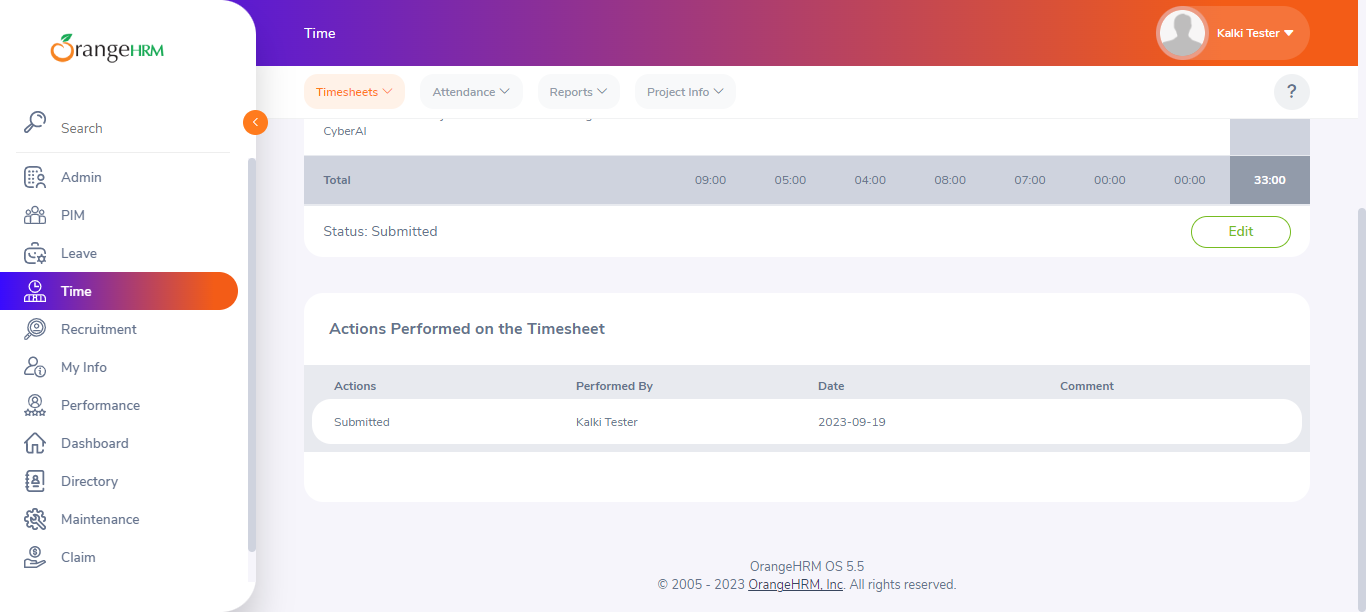 OrangeHRM
Time
Kalki Tester
Timesheets
Attendance
Reports
Project Info
?
Search
Admin
PIM
Leave
Time
Recruitment
My Info
Performance
Dashboard
Directory
Maintenance
Claim
CyberAI
Total 09:00 05:00 04:00 08:00 07:00 00:00 00:00 33:00
Status: Submitted
Edit
Actions Performed on the Timesheet
Actions Performed By Date Comment
Submitted Kalki Tester 2023-09-19
OrangeHRM OS 5.5
© 2005 - 2023 OrangeHRM, Inc. All rights reserved.